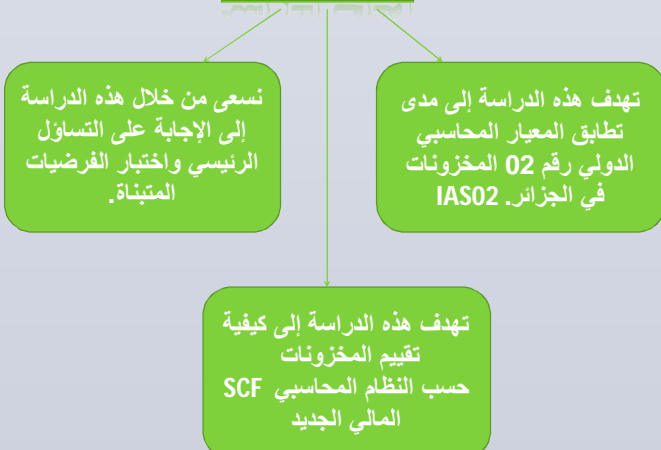 تهدف هذه الدراسة إلى مدى
تطابق المعيار المحاسبي
الدولي رقم 02 المخزونات
في الجزائر. IAS02
نسعى من خلال هذه الدراسة
إلى الإجابة على التساؤل
الرئيسي واختبار الفرضيات
المتبناة.
تهدف هذه الدراسة إلى كيفية
تقييم المخزونات
حسب النظام المحاسبي SCF
المالي الجديد